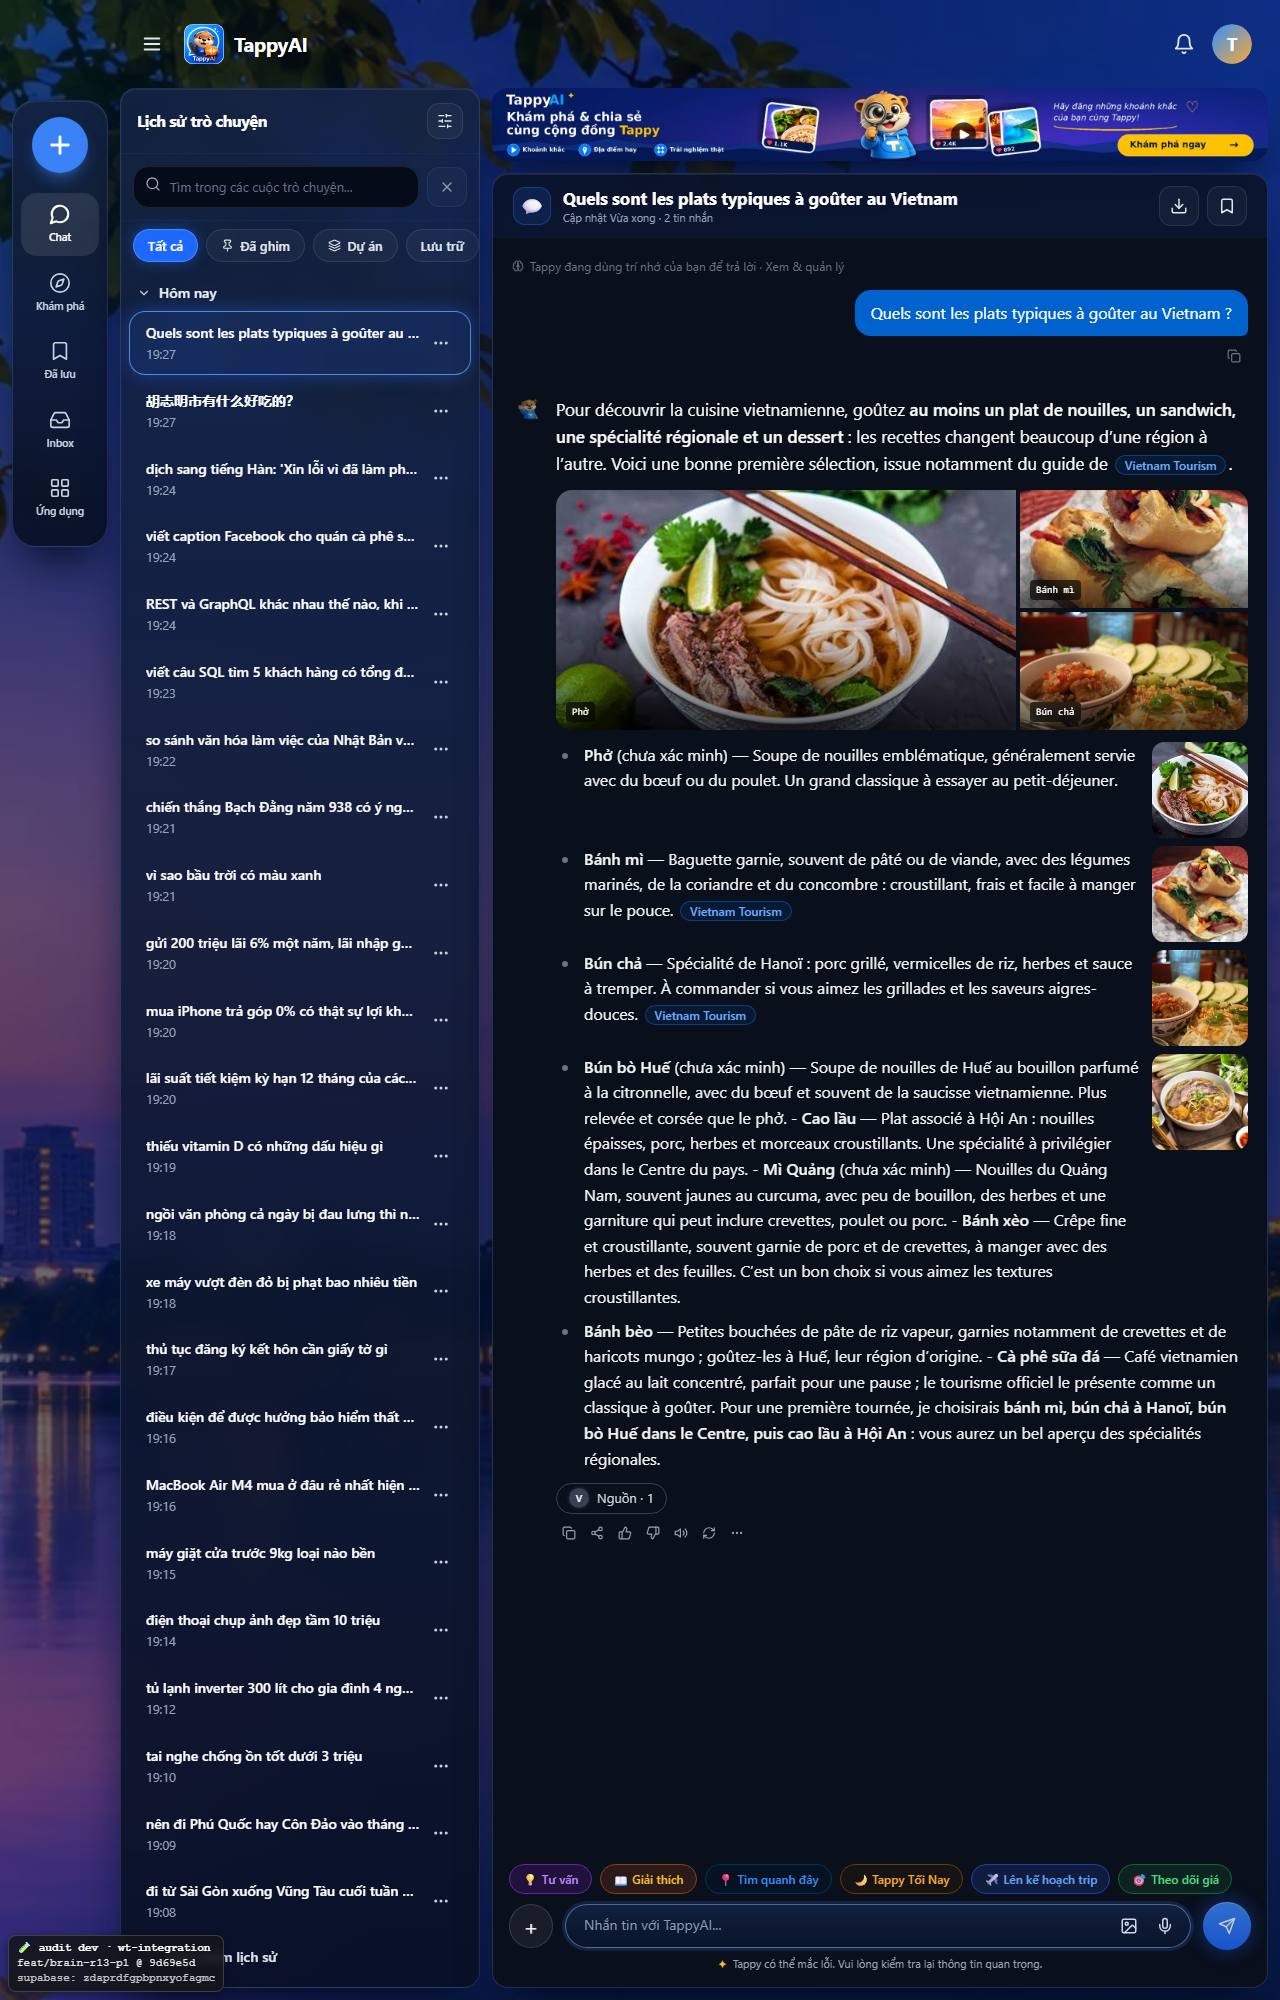 TappyAI
T
Chat
Khám phá
Đã lưu
Inbox
Ứng dụng
Lịch sử trò chuyện
Tìm trong các cuộc trò chuyện...
Tất cả
Đã ghim
Dự án
Lưu trữ
Hôm nay
Quels sont les plats typiques à goûter au ...
19:27
胡志明市有什么好吃的?
19:27
dịch sang tiếng Hàn: 'Xin lỗi vì đã làm ph...
19:24
viết caption Facebook cho quán cà phê s...
19:24
REST và GraphQL khác nhau thế nào, khi ...
19:24
viết câu SQL tìm 5 khách hàng có tổng đ...
19:23
so sánh văn hóa làm việc của Nhật Bản v...
19:22
chiến thắng Bạch Đằng năm 938 có ý ng...
19:21
vì sao bầu trời có màu xanh
19:21
gửi 200 triệu lãi 6% một năm, lãi nhập g...
19:20
mua iPhone trả góp 0% có thật sự lợi kh...
19:20
lãi suất tiết kiệm kỳ hạn 12 tháng của các...
19:20
thiếu vitamin D có những dấu hiệu gì
19:19
ngồi văn phòng cả ngày bị đau lưng thì n...
19:18
xe máy vượt đèn đỏ bị phạt bao nhiêu tiền
19:18
thủ tục đăng ký kết hôn cần giấy tờ gì
19:17
điều kiện để được hưởng bảo hiểm thất ...
19:16
MacBook Air M4 mua ở đâu rẻ nhất hiện ...
19:16
máy giặt cửa trước 9kg loại nào bền
19:15
điện thoại chụp ảnh đẹp tầm 10 triệu
19:14
tủ lạnh inverter 300 lít cho gia đình 4 ng...
19:12
tai nghe chống ồn tốt dưới 3 triệu
19:10
nên đi Phú Quốc hay Côn Đảo vào tháng ...
19:09
đi từ Sài Gòn xuống Vũng Tàu cuối tuần ...
19:08
lịch sử
audit dev · wt-integration
feat/brain-r13-p1 @ 9d69e5d
supabase: zdaprdfgpbpnxyofagmc
TappyAI
Khám phá & chia sẻ
cùng cộng đồng Tappy
Khoảnh khắc
Địa điểm hay
Trải nghiệm thật
1.1K
2.4K
892
Hãy đăng những khoảnh khắc
của bạn cùng Tappy!
Khám phá ngay →
Quels sont les plats typiques à goûter au Vietnam
Cập nhật Vừa xong · 2 tin nhắn
Tappy đang dùng trí nhớ của bạn để trả lời · Xem & quản lý
Quels sont les plats typiques à goûter au Vietnam ?
Pour découvrir la cuisine vietnamienne, goûtez au moins un plat de nouilles, un sandwich,
une spécialité régionale et un dessert : les recettes changent beaucoup d’une région à
l’autre. Voici une bonne première sélection, issue notamment du guide de Vietnam Tourism .
Phở
Bánh mì
Bún chả
Phở (chưa xác minh) — Soupe de nouilles emblématique, généralement servie
avec du bœuf ou du poulet. Un grand classique à essayer au petit-déjeuner.
Bánh mì — Baguette garnie, souvent de pâté ou de viande, avec des légumes
marinés, de la coriandre et du concombre : croustillant, frais et facile à manger
sur le pouce. Vietnam Tourism
Bún chả — Spécialité de Hanoï : porc grillé, vermicelles de riz, herbes et sauce
à tremper. À commander si vous aimez les grillades et les saveurs aigres-
douces. Vietnam Tourism
Bún bò Huế (chưa xác minh) — Soupe de nouilles de Huế au bouillon parfumé
à la citronnelle, avec du bœuf et souvent de la saucisse vietnamienne. Plus
relevée et corsée que le phở. - Cao lầu — Plat associé à Hội An : nouilles
épaisses, porc, herbes et morceaux croustillants. Une spécialité à privilégier
dans le Centre du pays. - Mì Quảng (chưa xác minh) — Nouilles du Quảng
Nam, souvent jaunes au curcuma, avec peu de bouillon, des herbes et une
garniture qui peut inclure crevettes, poulet ou porc. - Bánh xèo — Crêpe fine
et croustillante, souvent garnie de porc et de crevettes, à manger avec des
herbes et des feuilles. C’est un bon choix si vous aimez les textures
croustillantes.
Bánh bèo — Petites bouchées de pâte de riz vapeur, garnies notamment de crevettes et de
haricots mungo ; goûtez-les à Huế, leur région d’origine. - Cà phê sữa đá — Café vietnamien
glacé au lait concentré, parfait pour une pause ; le tourisme officiel le présente comme un
classique à goûter. Pour une première tournée, je choisirais bánh mì, bún chả à Hanoï, bún
bò Huế dans le Centre, puis cao lầu à Hội An : vous aurez un bel aperçu des spécialités
régionales.
V Nguồn · 1
Tư vấn
Giải thích
Tìm quanh đây
Tappy Tối Nay
Lên kế hoạch trip
Theo dõi giá
Nhắn tin với TappyAI...
Tappy có thể mắc lỗi. Vui lòng kiểm tra lại thông tin quan trọng.